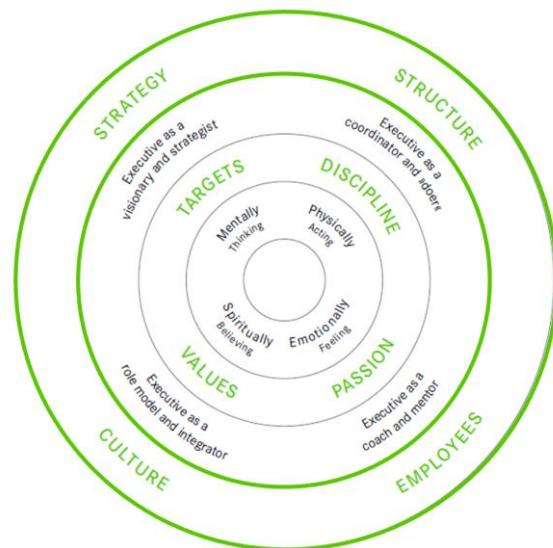 STRATEGY
STRUCTURE
Executive as a
visionary and strategist
Executive as a
coordinator and »doer«
TARGETS
DISCIPLINE
Mentally
Thinking
Physically
Acting
Spiritually
Believing
Emotionally
Feeling
VALUES
PASSION
Executive as a
role model and integrator
Executive as a
coach and mentor
CULTURE
EMPLOYEES